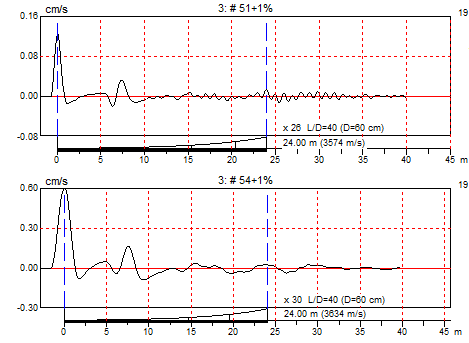 cm/s 3: # 51+1% 19
0.16
0.08
0.00
-0.08
x 26 L/D=40 (D=60 cm)
24.00 m (3574 m/s)
0 5 10 15 20 25 30 35 40 45 m
cm/s 3: # 54+1% 19
0.60
0.30
0.00
-0.30
x 30 L/D=40 (D=60 cm)
24.00 m (3634 m/s)
0 5 10 15 20 25 30 35 40 45 m